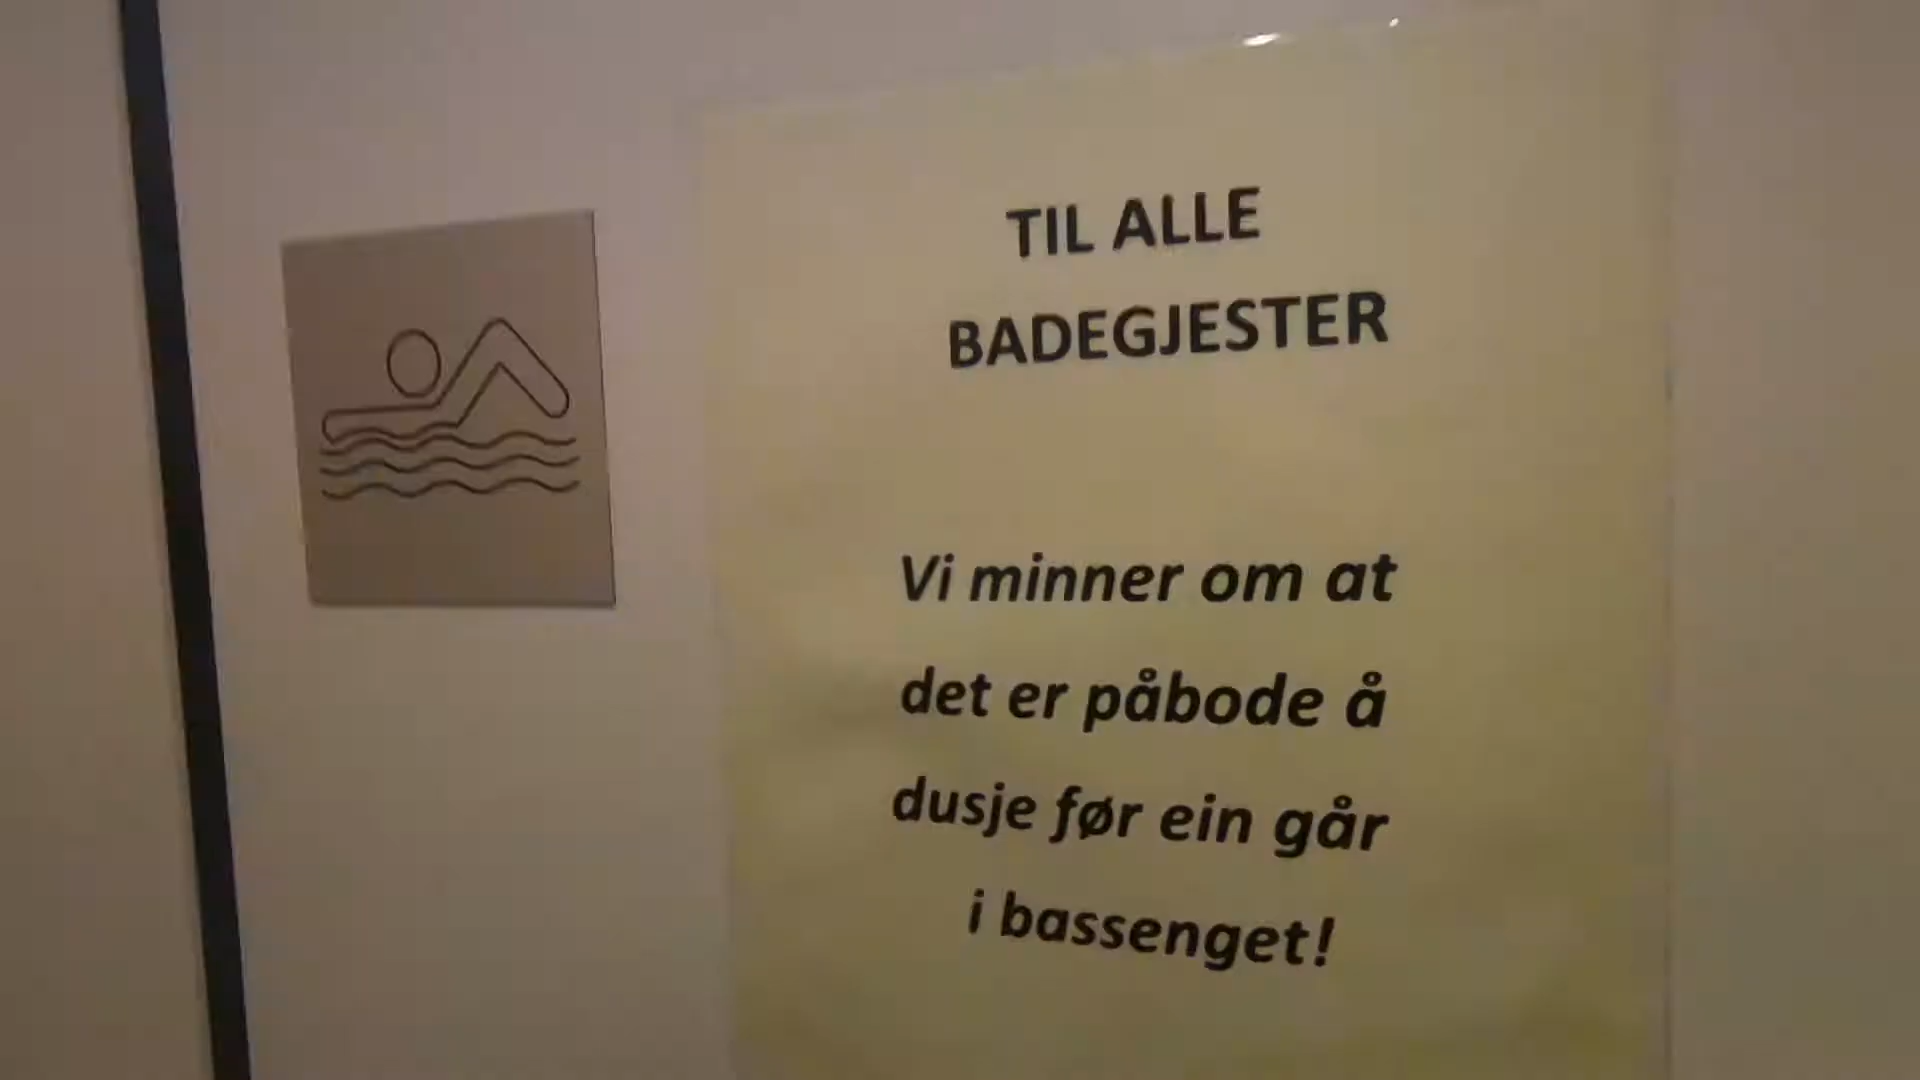 TIL ALLE
BADEGJESTER
Vi minner om at
det er påbode å
dusje før ein går
i bassenget!